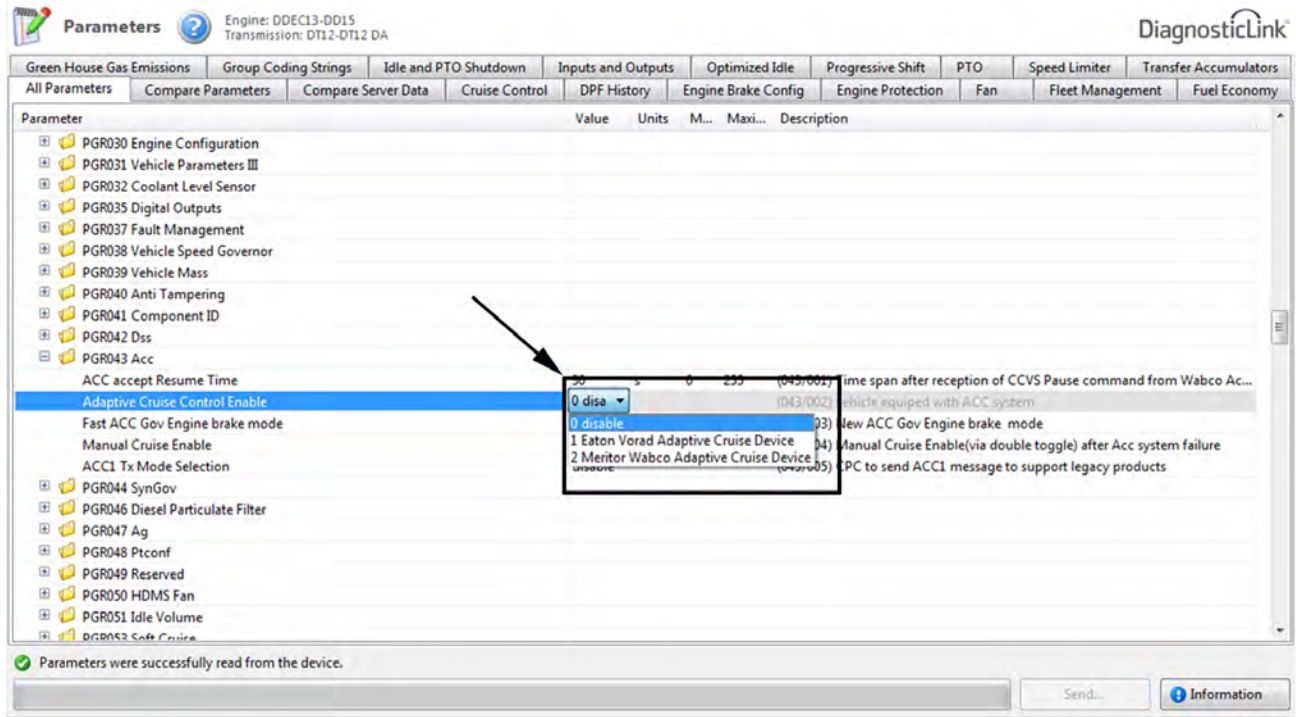 Parameters
Engine: DDEC13-DD15
Transmission: DT12-DT12 DA
DiagnosticLink
Green House Gas Emissions Group Coding Strings Idle and PTO Shutdown Inputs and Outputs Optimized Idle Progressive Shift PTO Speed Limiter Transfer Accumulators
All Parameters Compare Parameters Compare Server Data Cruise Control DPF History Engine Brake Config Engine Protection Fan Fleet Management Fuel Economy
Parameter Value Units M... Maxi... Description
PGR030 Engine Configuration
PGR031 Vehicle Parameters III
PGR032 Coolant Level Sensor
PGR035 Digital Outputs
PGR037 Fault Management
PGR038 Vehicle Speed Governor
PGR039 Vehicle Mass
PGR040 Anti Tampering
PGR041 Component ID
PGR042 Dss
PGR043 Acc
ACC accept Resume Time s 0 255 (043/001) Time span after reception of CCVS Pause command from Wabco Ac...
Adaptive Cruise Control Enable 0 disa (043/002) Vehicle equiped with ACC system
Fast ACC Gov Engine brake mode 0 disable 03) New ACC Gov Engine brake mode
Manual Cruise Enable 1 Eaton Vorad Adaptive Cruise Device 04) Manual Cruise Enable(via double toggle) after Acc system failure
2 Meritor Wabco Adaptive Cruise Device
ACC1 Tx Mode Selection disable (043/005) CPC to send ACC1 message to support legacy products
PGR044 SynGov
PGR046 Diesel Particulate Filter
PGR047 Ag
PGR048 Ptconf
PGR049 Reserved
PGR050 HDMS Fan
PGR051 Idle Volume
PGR053 Soft Cruise
Parameters were successfully read from the device.
Send... Information